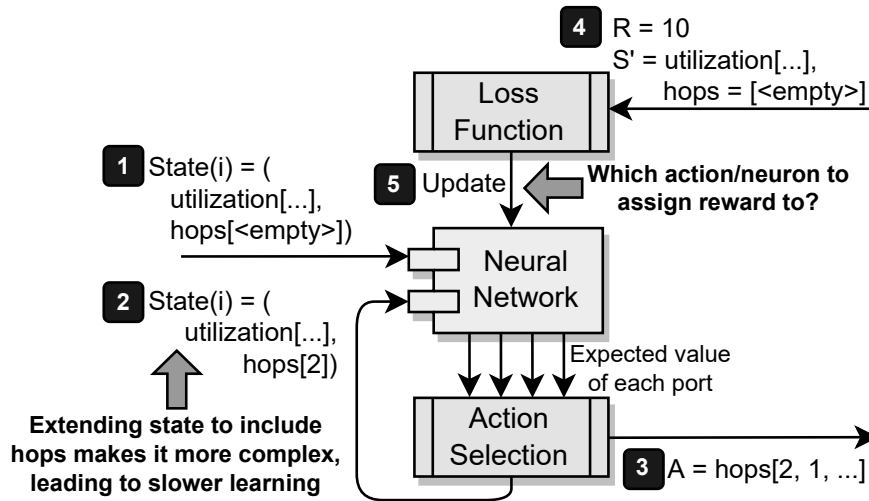 4
R = 10
S' = utilization[...],
hops = [<empty>]
Loss
Function
1
State(i) = (
utilization[...],
hops[<empty>])
5
Update
Which action/neuron to
assign reward to?
Neural
Network
2
State(i) = (
utilization[...],
hops[2])
Expected value
of each port
Extending state to include
hops makes it more complex,
leading to slower learning
Action
Selection
3
A = hops[2, 1, ...]